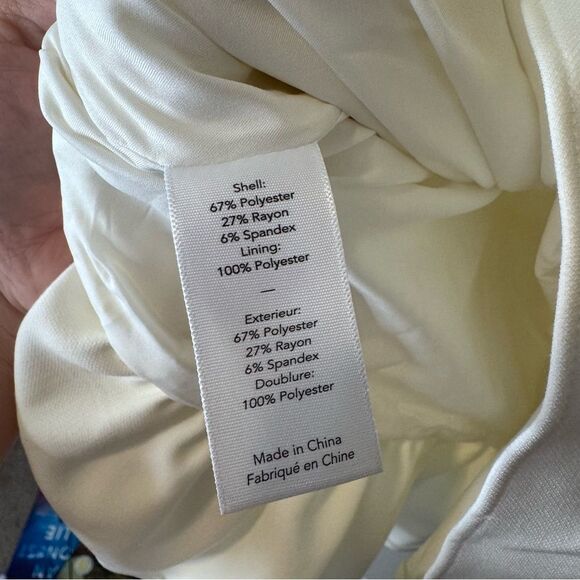 Shell:
67% Polyester
27% Rayon
6% Spandex
Lining:
100% Polyester
—
Exterieur:
67% Polyester
27% Rayon
6% Spandex
Doublure:
100% Polyester
Made in China
Fabriqué en Chine